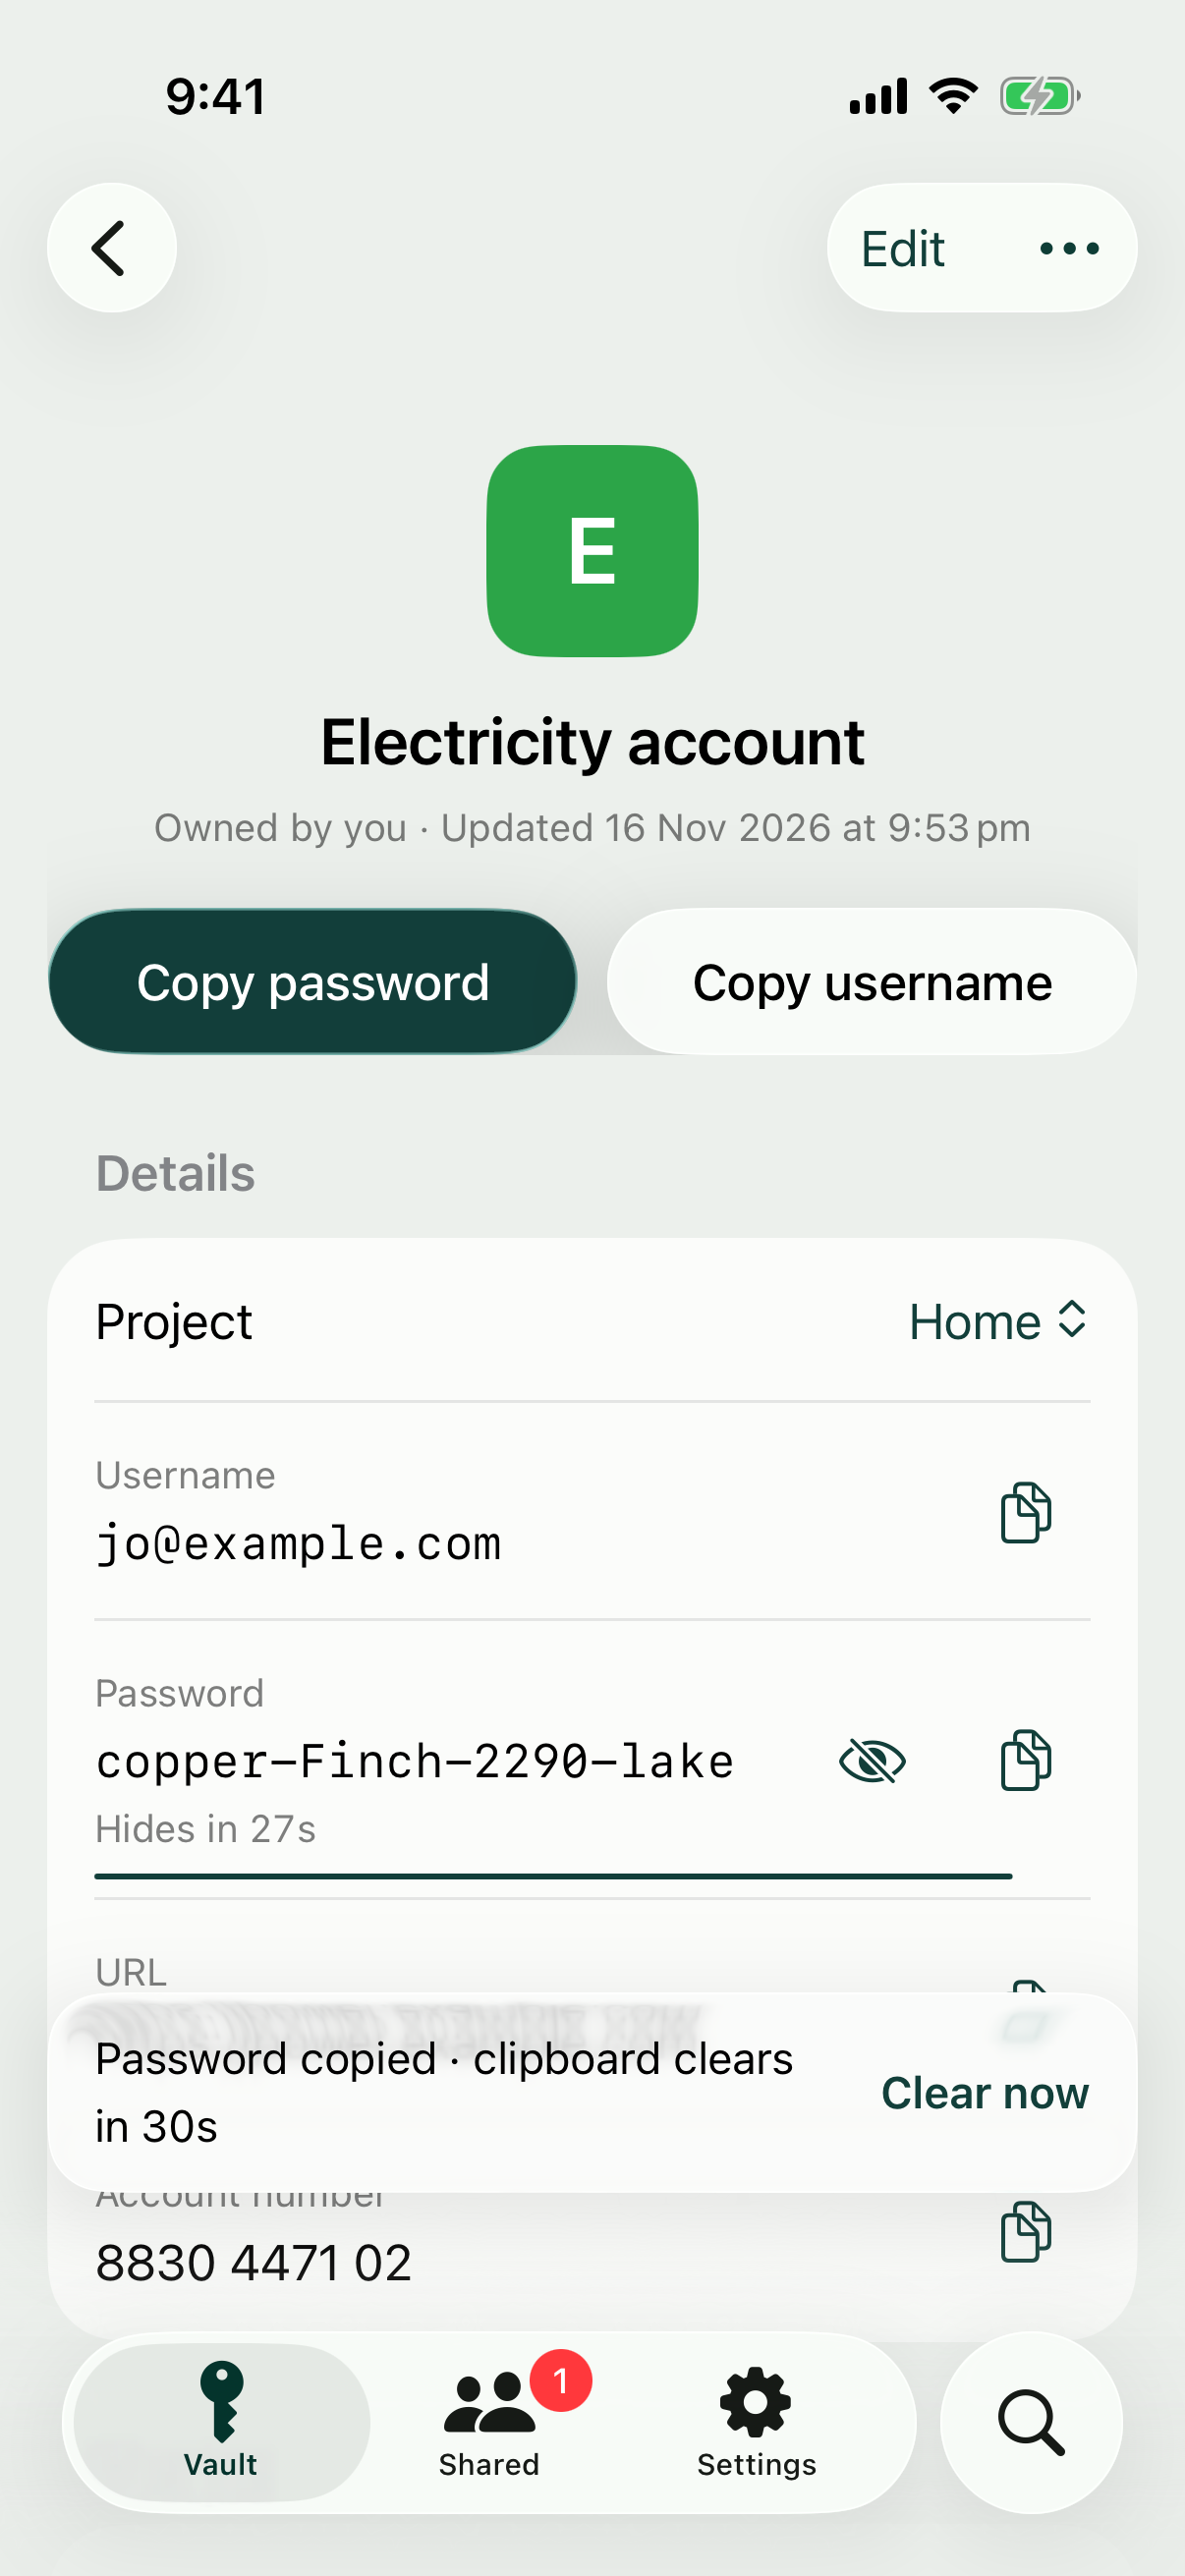 9:41
Edit
E
Electricity account
Owned by you · Updated 16 Nov 2026 at 9:53 pm
Copy password
Copy username
Details
Project
Home
Username
jo@example.com
Password
copper-Finch-2290-lake
Hides in 27s
URL
Password copied · clipboard clears
in 30s
Clear now
Account number
8830 4471 02
1
Vault
Shared
Settings